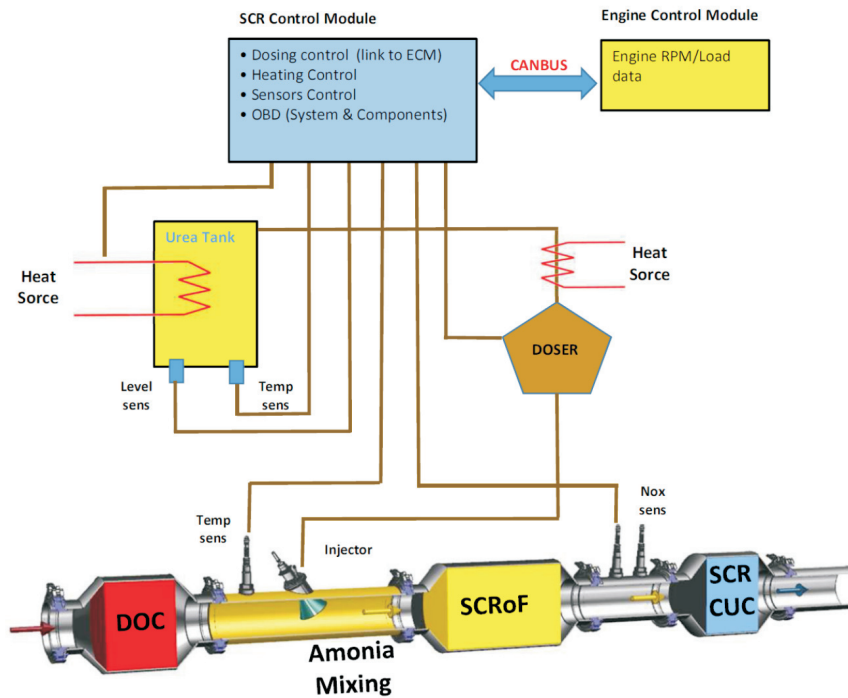 SCR Control Module
Engine Control Module
• Dosing control (link to ECM)
• Heating Control
• Sensors Control
• OBD (System & Components)
CANBUS
Engine RPM/Load
data
Urea Tank
Heat
Sorce
Heat
Sorce
DOSER
Level
sens
Temp
sens
Temp
sens
Injector
Nox
sens
DOC
SCRoF
SCR
CUC
Amonia
Mixing